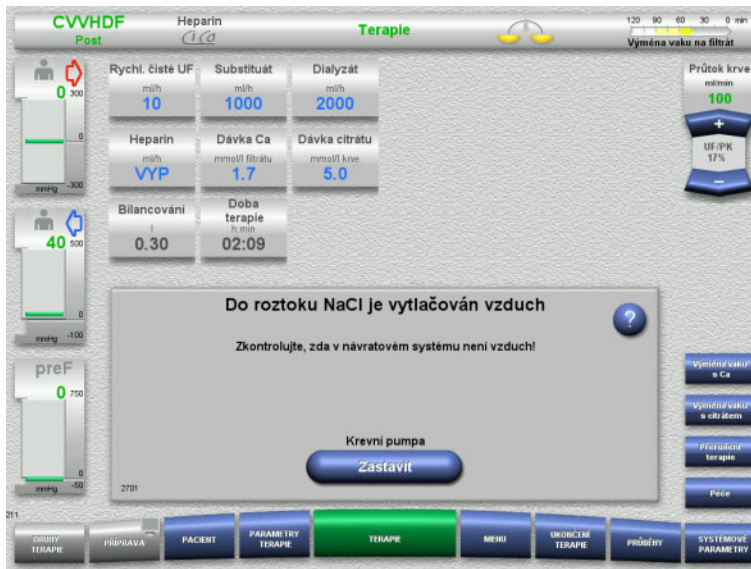 CVVHDF
Post
Heparin
Ci Ca
Terapie
120 90 60 30 0 min
Výměna vaku na filtrát
0
300
0
mmHg
-300
Rychl. čisté UF
ml/h
10
Substituát
ml/h
1000
Dialyzát
ml/h
2000
Průtok krve
ml/min
100
+
UF/PK
17%
–
Heparin
ml/h
VYP
Dávka Ca
mmol/l filtrátu
1.7
Dávka citrátu
mmol/l krve
5.0
Bilancování
l
0.30
Doba
terapie
h:min
02:09
40
500
0
mmHg
-100
preF
0
750
0
mmHg
-50
Do roztoku NaCl je vytlačován vzduch
?
Zkontrolujte, zda v návratovém systému není vzduch!
Krevní pumpa
Zastavit
2701
Výměna vaku
s Ca
Výměna vaku
s citrátem
Přerušení
terapie
Péče
211
DRUHY
TERAPIE
PŘÍPRAVA
PACIENT
PARAMETRY
TERAPIE
TERAPIE
MENU
UKONČENÍ
TERAPIE
PRŮBĚHY
SYSTÉMOVÉ
PARAMETRY